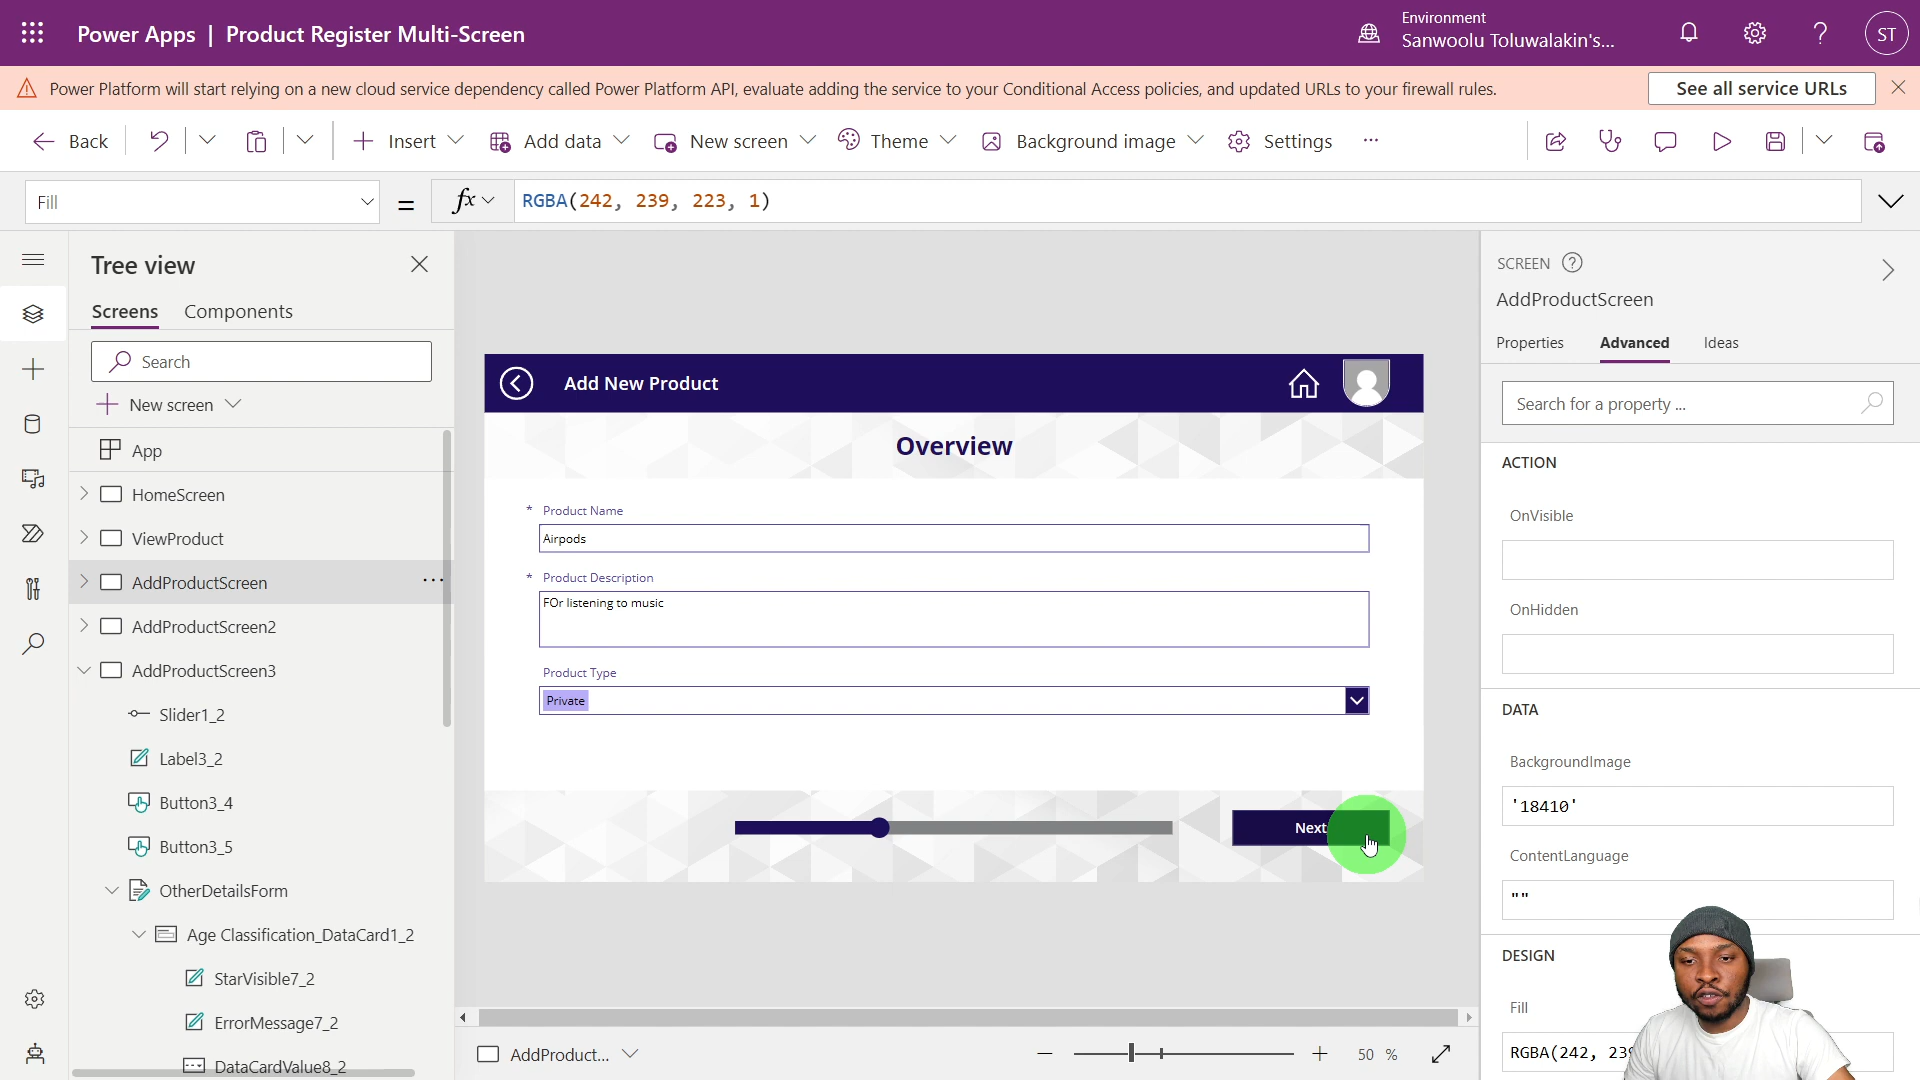 Power Apps | Product Register Multi-Screen
Environment
Sanwoolu Toluwalakin's...
ST
Power Platform will start relying on a new cloud service dependency called Power Platform API, evaluate adding the service to your Conditional Access policies, and updated URLs to your firewall rules.
See all service URLs
Back
Insert
Add data
New screen
Theme
Background image
Settings
Fill
=
fx
RGBA(242, 239, 223, 1)
Tree view
Screens
Components
Search
New screen
App
HomeScreen
ViewProduct
AddProductScreen
AddProductScreen2
AddProductScreen3
Slider1_2
Label3_2
Button3_4
Button3_5
OtherDetailsForm
Age Classification_DataCard1_2
StarVisible7_2
ErrorMessage7_2
DataCardValue8_2
Add New Product
Overview
* Product Name
Airpods
* Product Description
FOr listening to music
Product Type
Private
Next
AddProduct...
50 %
SCREEN
AddProductScreen
Properties
Advanced
Ideas
Search for a property ...
ACTION
OnVisible
OnHidden
DATA
BackgroundImage
'18410'
ContentLanguage
""
DESIGN
Fill
RGBA(242, 239